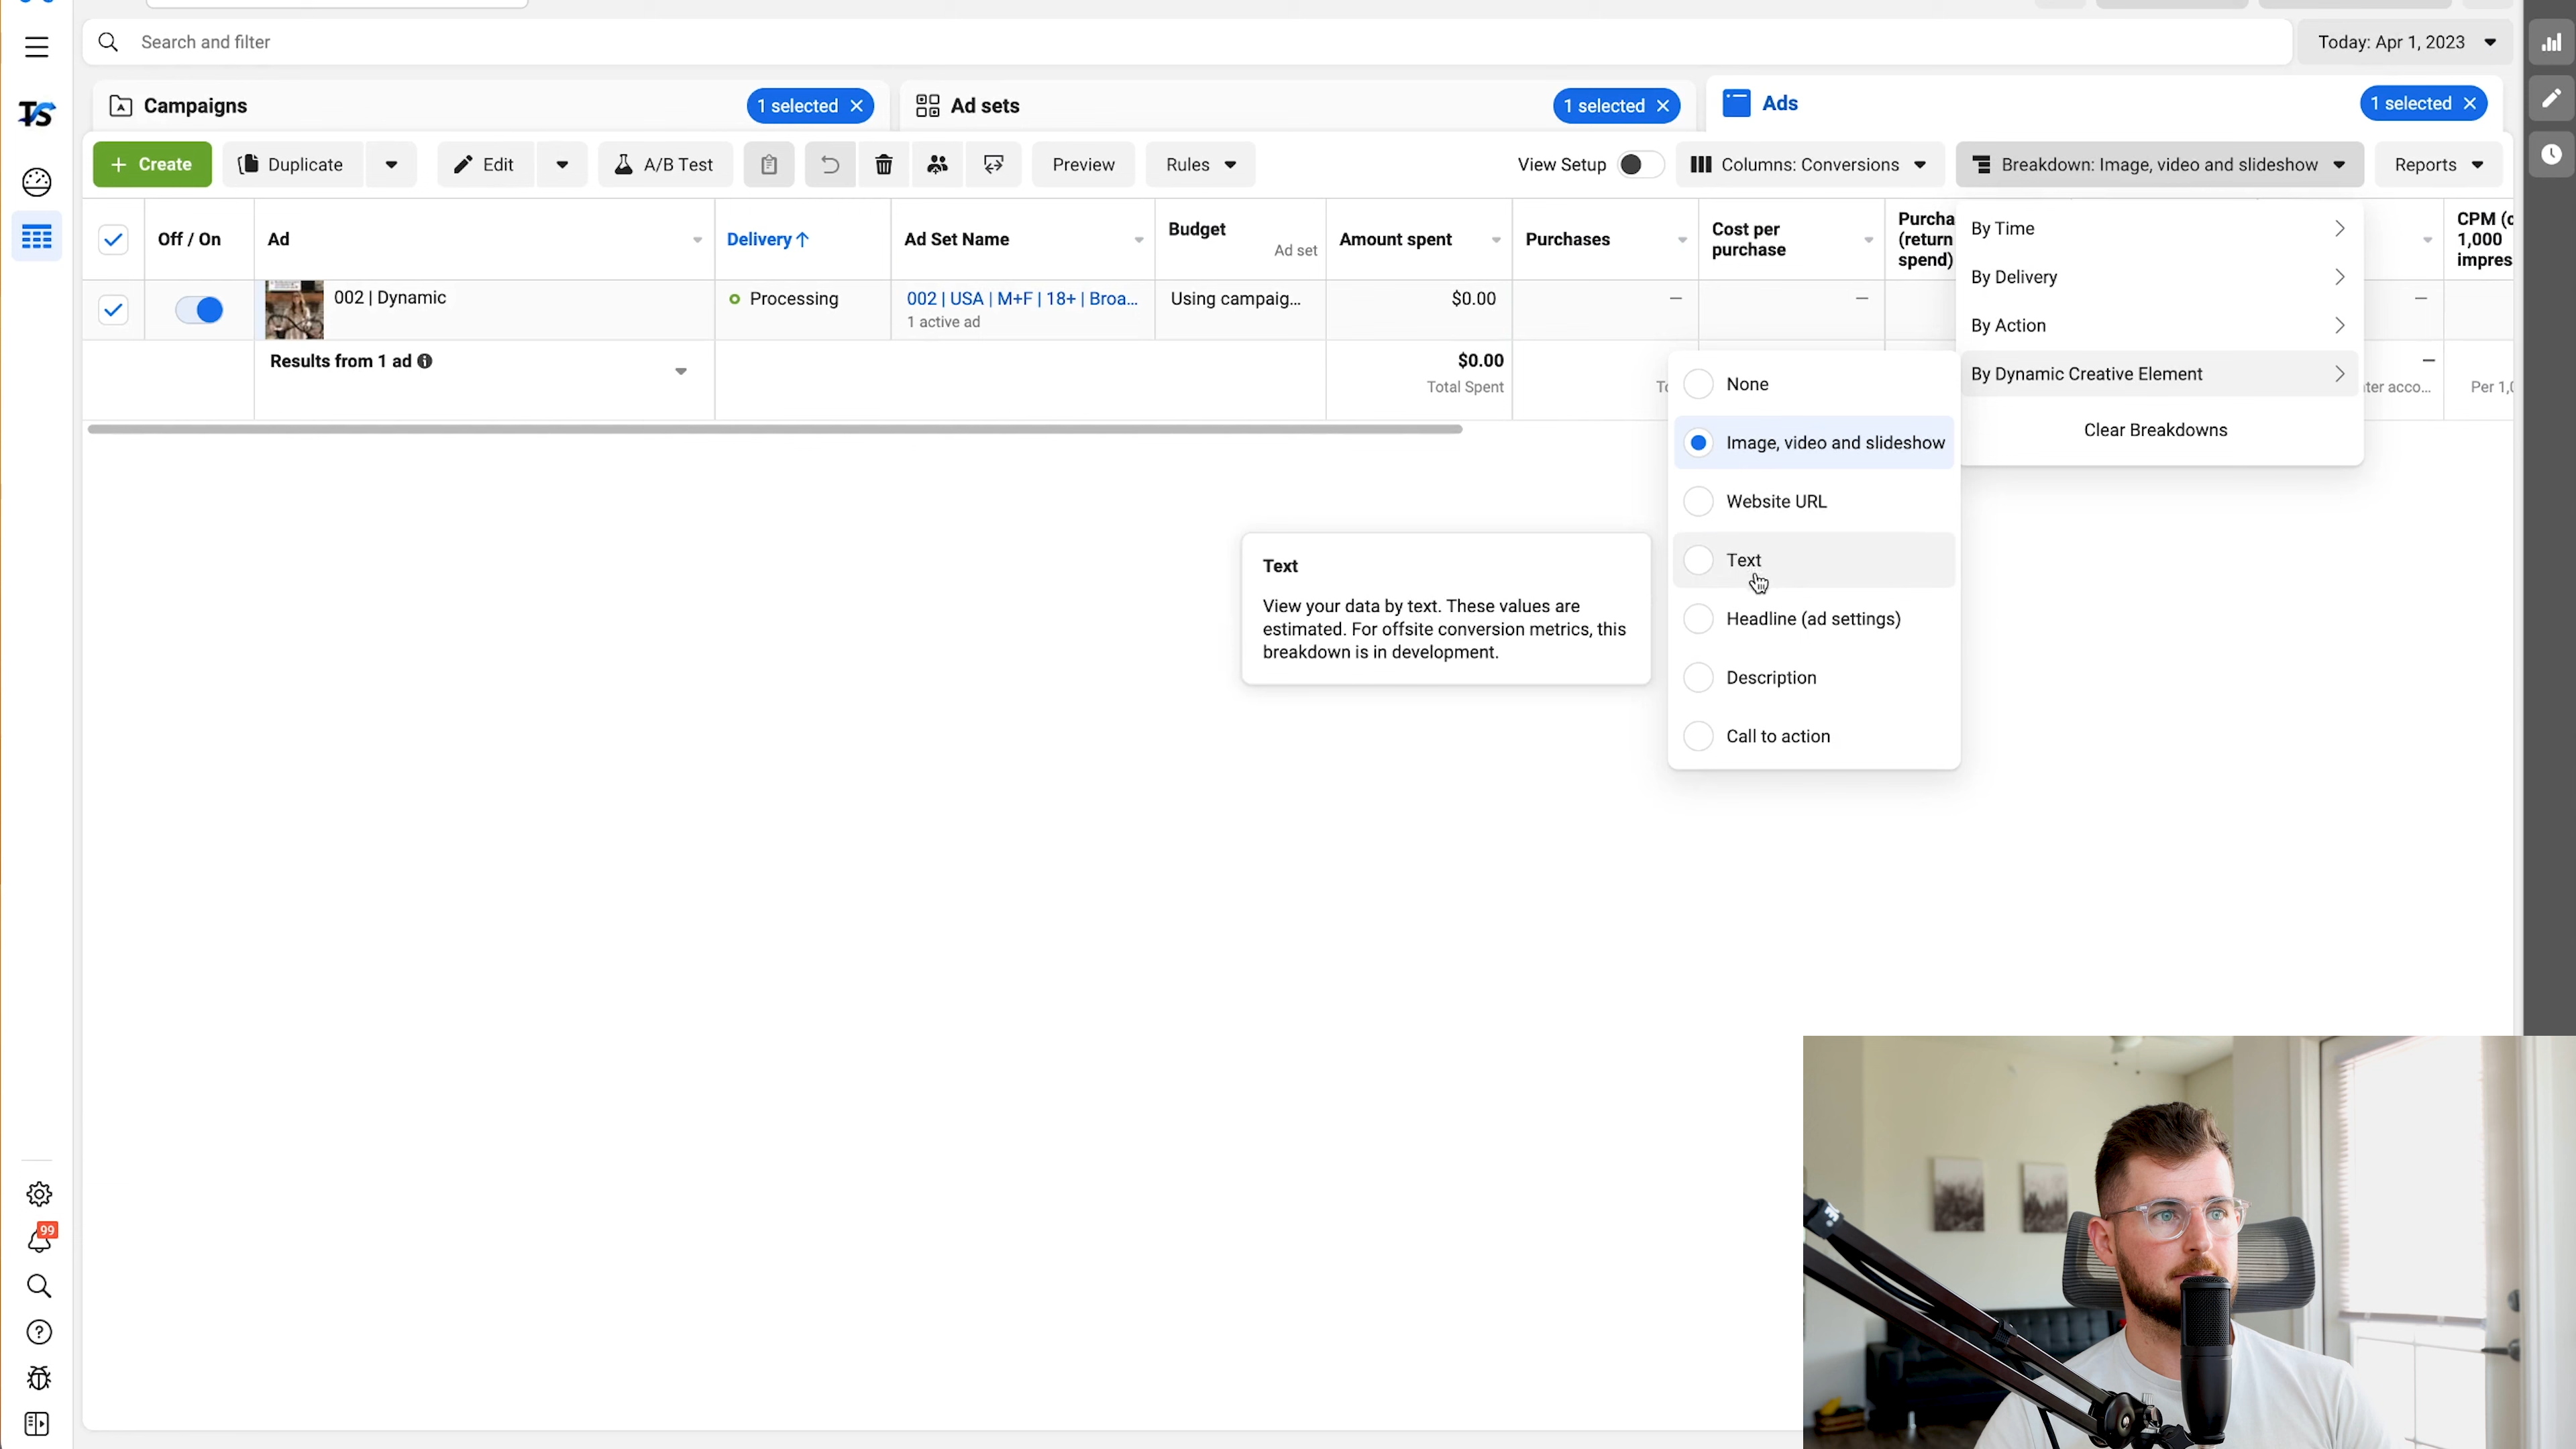 Search and filter
Today: Apr 1, 2023
TS
Campaigns
1 selected
Ad sets
1 selected
Ads
1 selected
+ Create
Duplicate
Edit
A/B Test
Preview
Rules
View Setup
Columns: Conversions
Breakdown: Image, video and slideshow
Reports
Off / On
Ad
Delivery ↑
Ad Set Name
Budget
Ad set
Amount spent
Purchases
Cost per
purchase
Purcha
(return
spend)
CPM (c
1,000
impres
002 | Dynamic
Processing
002 | USA | M+F | 18+ | Broa...
1 active ad
Using campaig...
$0.00
—
—
—
Results from 1 ad
$0.00
Total Spent
To
—
ter acco...
Per 1,0
By Time
By Delivery
By Action
By Dynamic Creative Element
Clear Breakdowns
None
Image, video and slideshow
Website URL
Text
Headline (ad settings)
Description
Call to action
Text
View your data by text. These values are
estimated. For offsite conversion metrics, this
breakdown is in development.
99